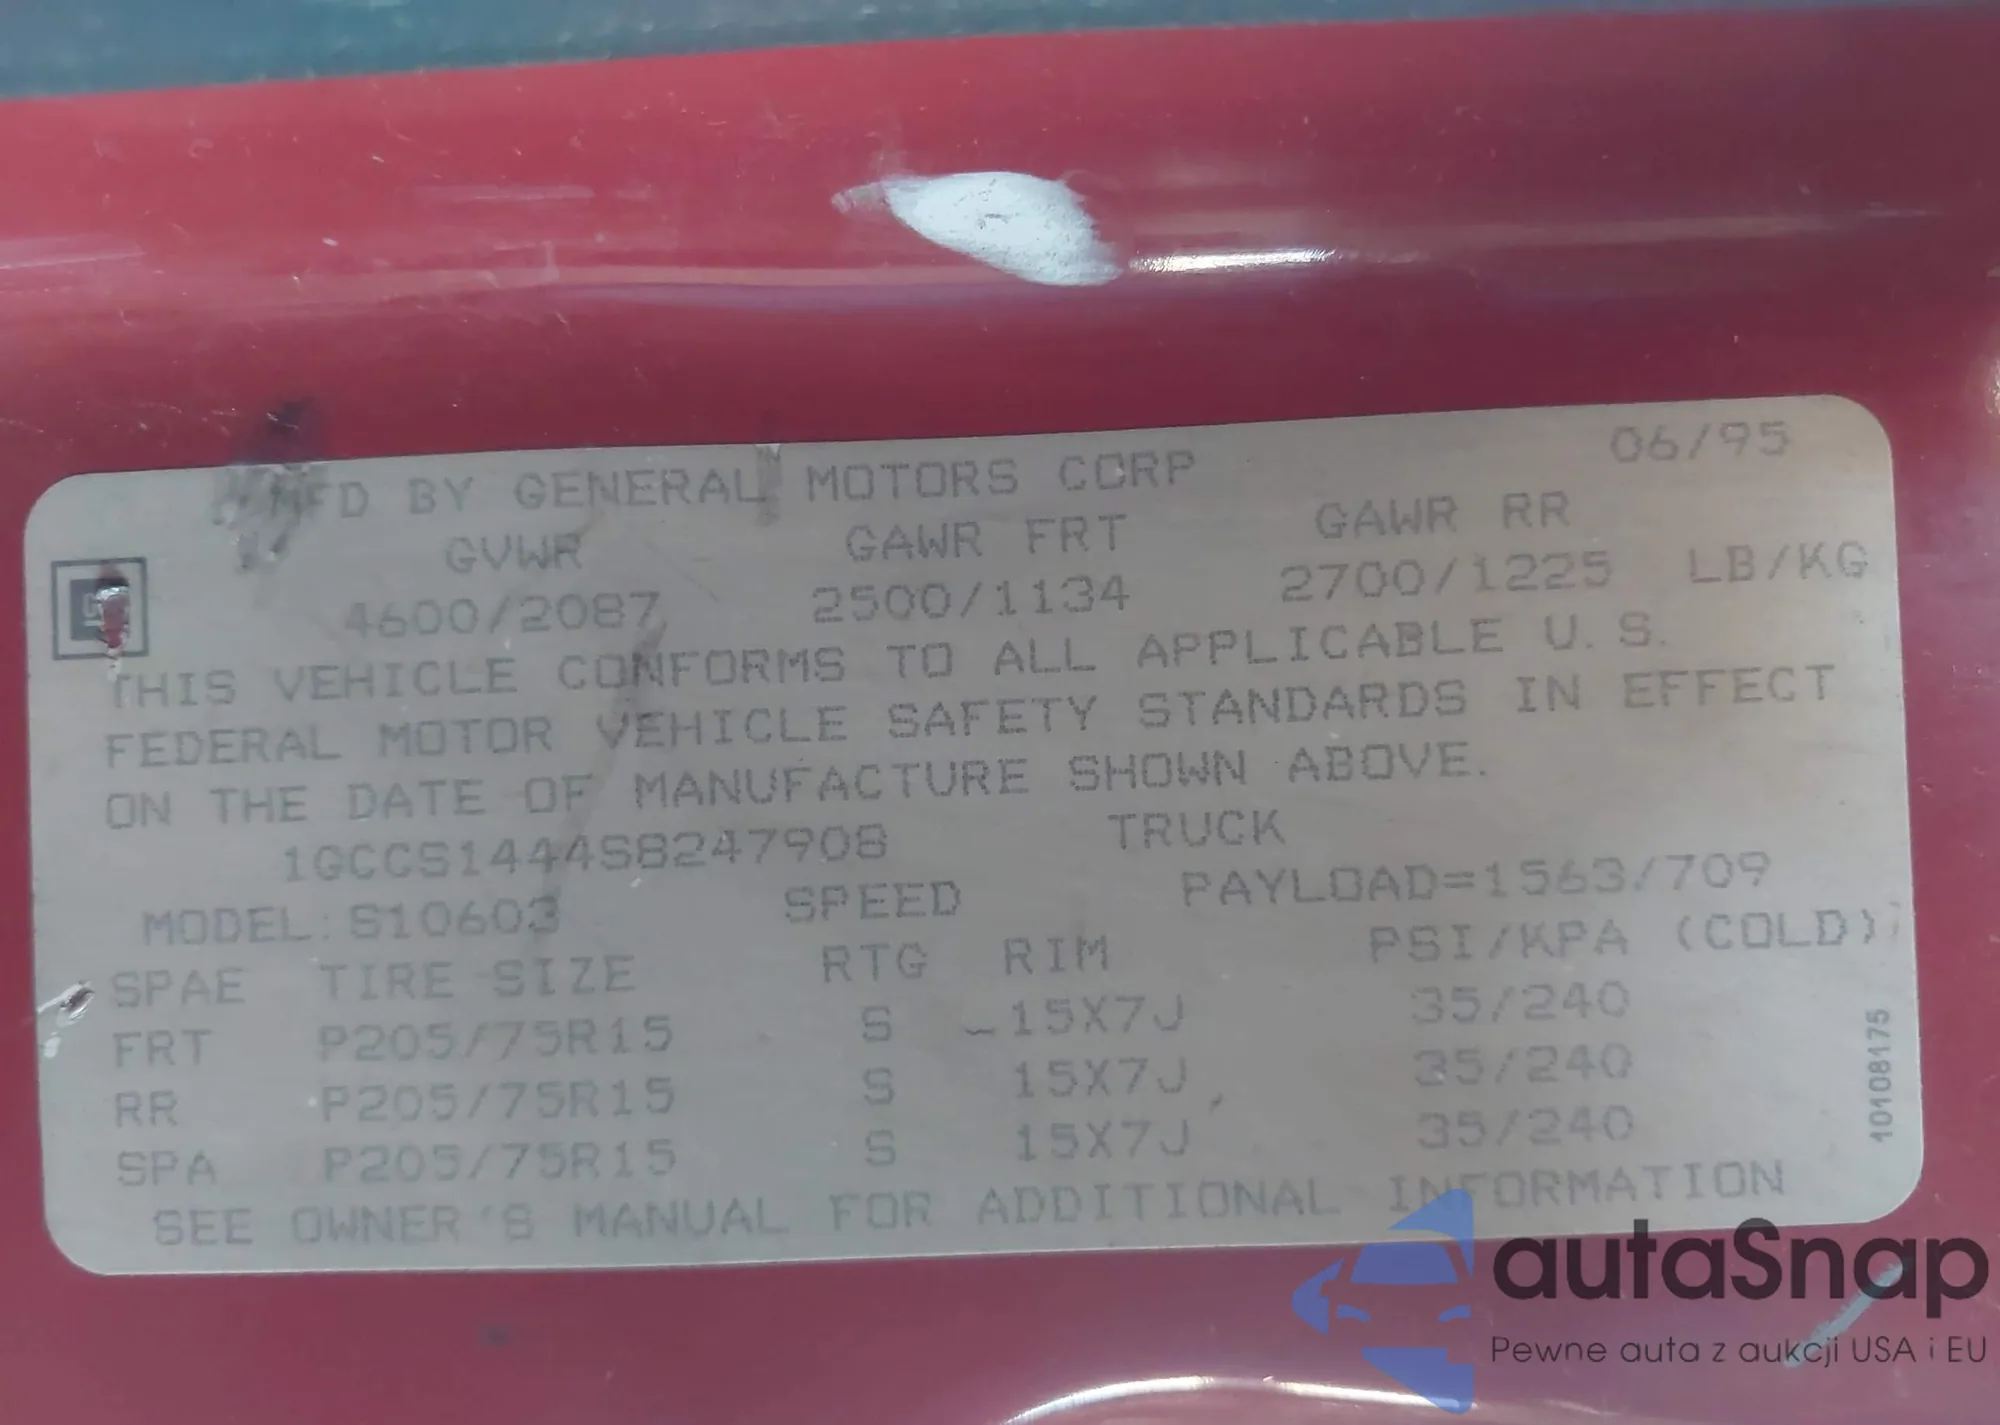 MFD BY GENERAL MOTORS CORP 06/95
GVWR GAWR FRT GAWR RR
4600/2087 2500/1134 2700/1225 LB/KG
THIS VEHICLE CONFORMS TO ALL APPLICABLE U.S.
FEDERAL MOTOR VEHICLE SAFETY STANDARDS IN EFFECT
ON THE DATE OF MANUFACTURE SHOWN ABOVE.
1GCCS1444S8247908 TRUCK
MODEL:S10603 SPEED PAYLOAD=1563/709
SPAE TIRE SIZE RTG RIM PSI/KPA (COLD)
FRT P205/75R15 S 15X7J 35/240
RR P205/75R15 S 15X7J 35/240
SPA P205/75R15 S 15X7J 35/240
SEE OWNER'S MANUAL FOR ADDITIONAL INFORMATION
10108175
autaSnap
Pewne auta z aukcji USA i EU